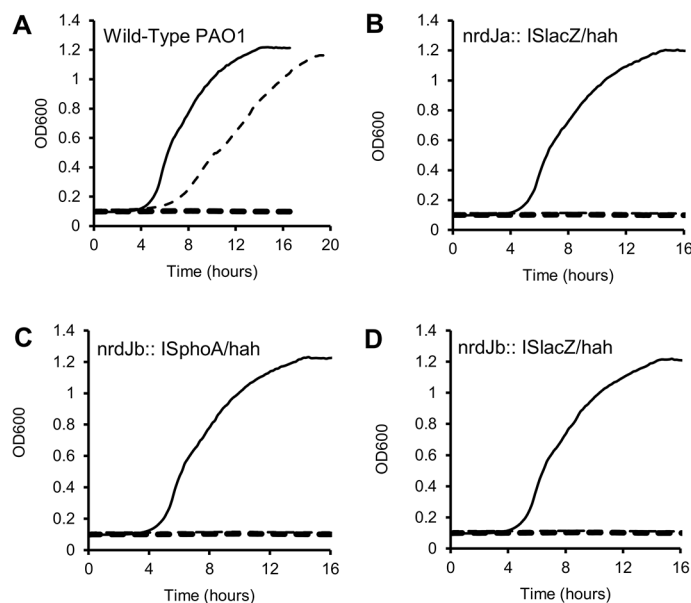 A
Wild-Type PAO1
1.4
1.2
1
0.8
0.6
0.4
0.2
0
OD600
0 4 8 12 16 20
Time (hours)
B
nrdJa:: ISlacZ/hah
1.4
1.2
1
0.8
0.6
0.4
0.2
0
OD600
0 4 8 12 16
Time (hours)
C
nrdJb:: ISphoA/hah
1.4
1.2
1
0.8
0.6
0.4
0.2
0
OD600
0 4 8 12 16
Time (hours)
D
nrdJb:: ISlacZ/hah
1.4
1.2
1
0.8
0.6
0.4
0.2
0
OD600
0 4 8 12 16
Time (hours)